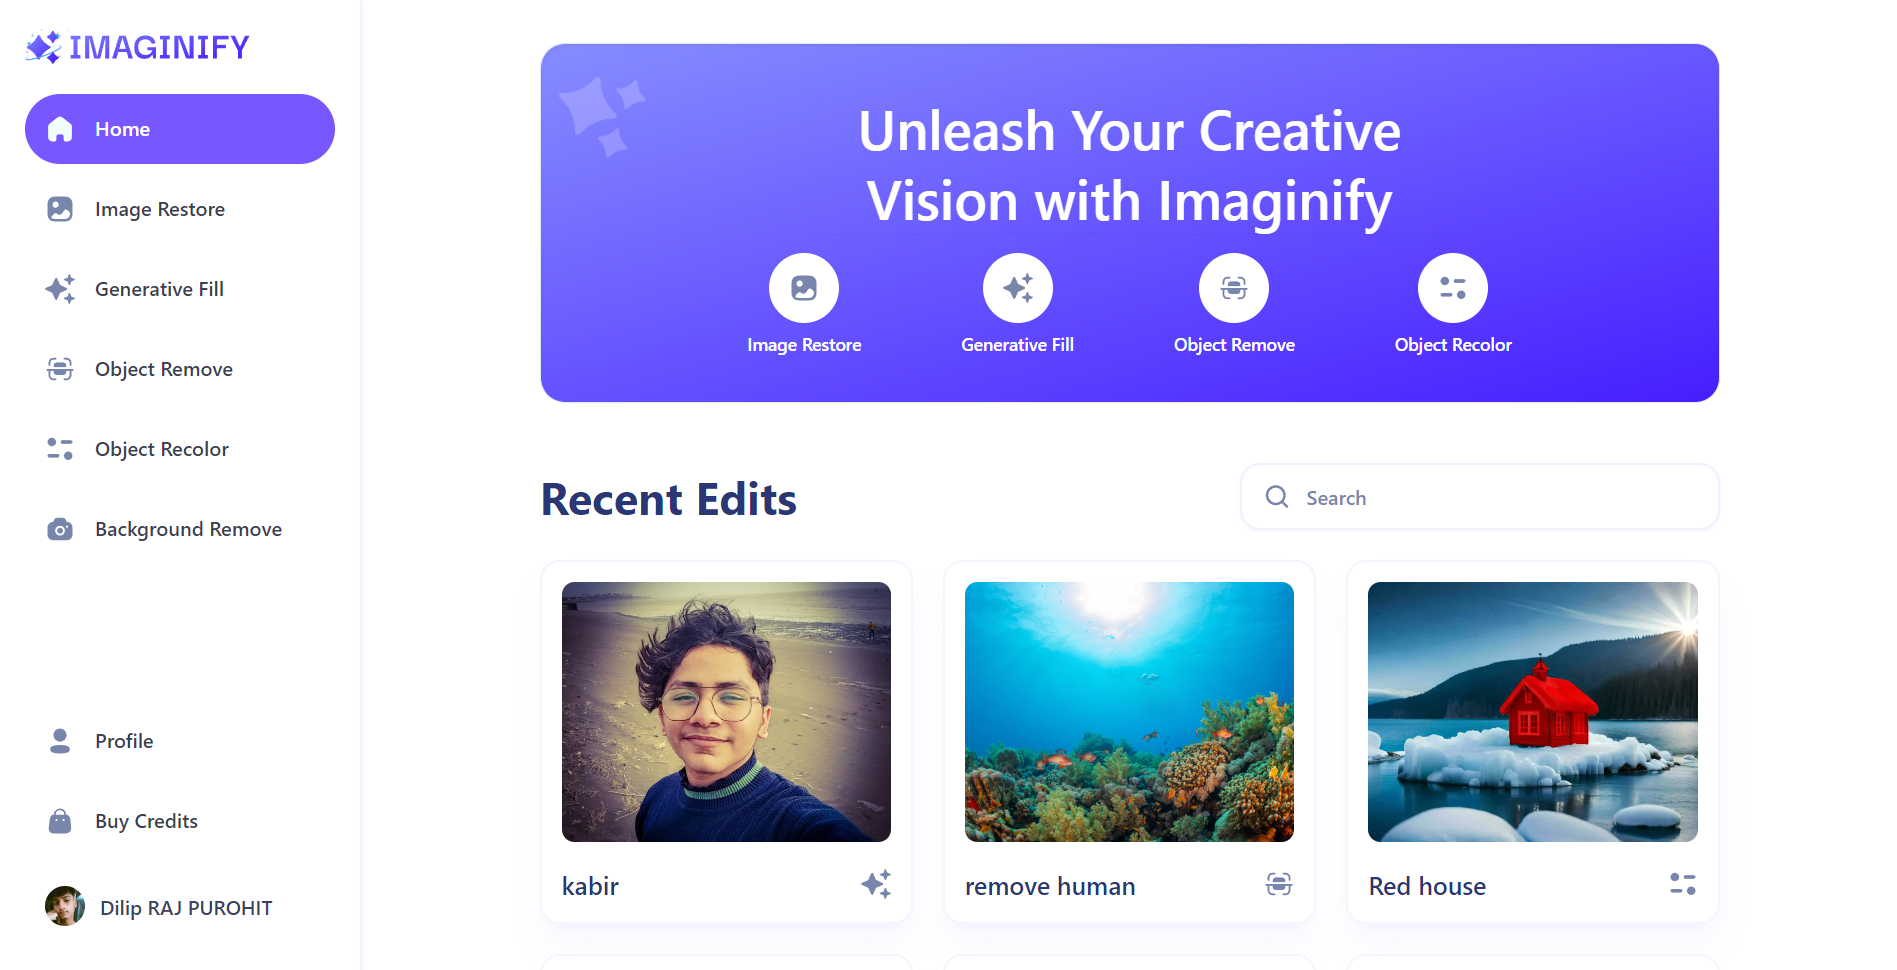 IMAGINIFY
Home
Image Restore
Generative Fill
Object Remove
Object Recolor
Background Remove
Profile
Buy Credits
Dilip RAJ PUROHIT
Unleash Your Creative
Vision with Imaginify
Image Restore
Generative Fill
Object Remove
Object Recolor
Recent Edits
Search
kabir
remove human
Red house